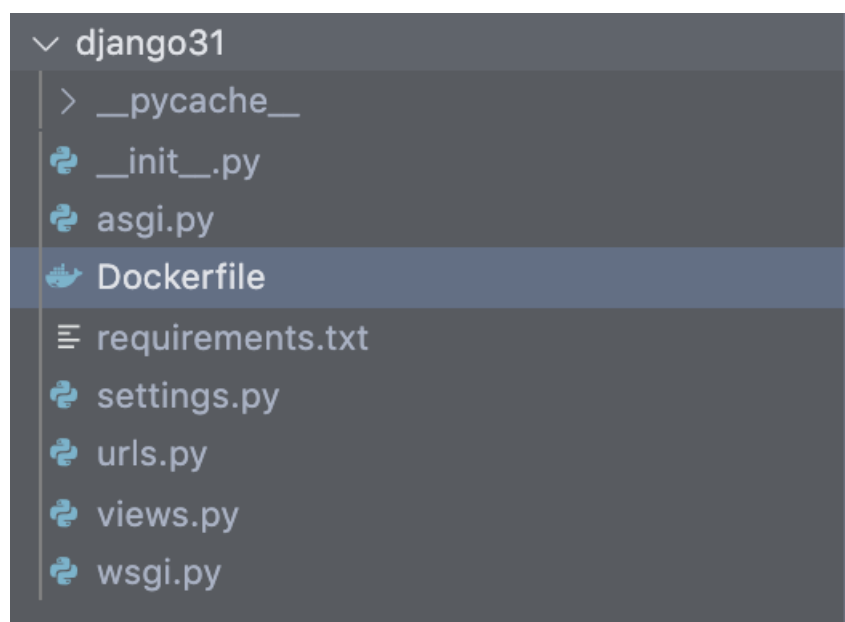 django31
__pycache__
__init__.py
asgi.py
Dockerfile
requirements.txt
settings.py
urls.py
views.py
wsgi.py